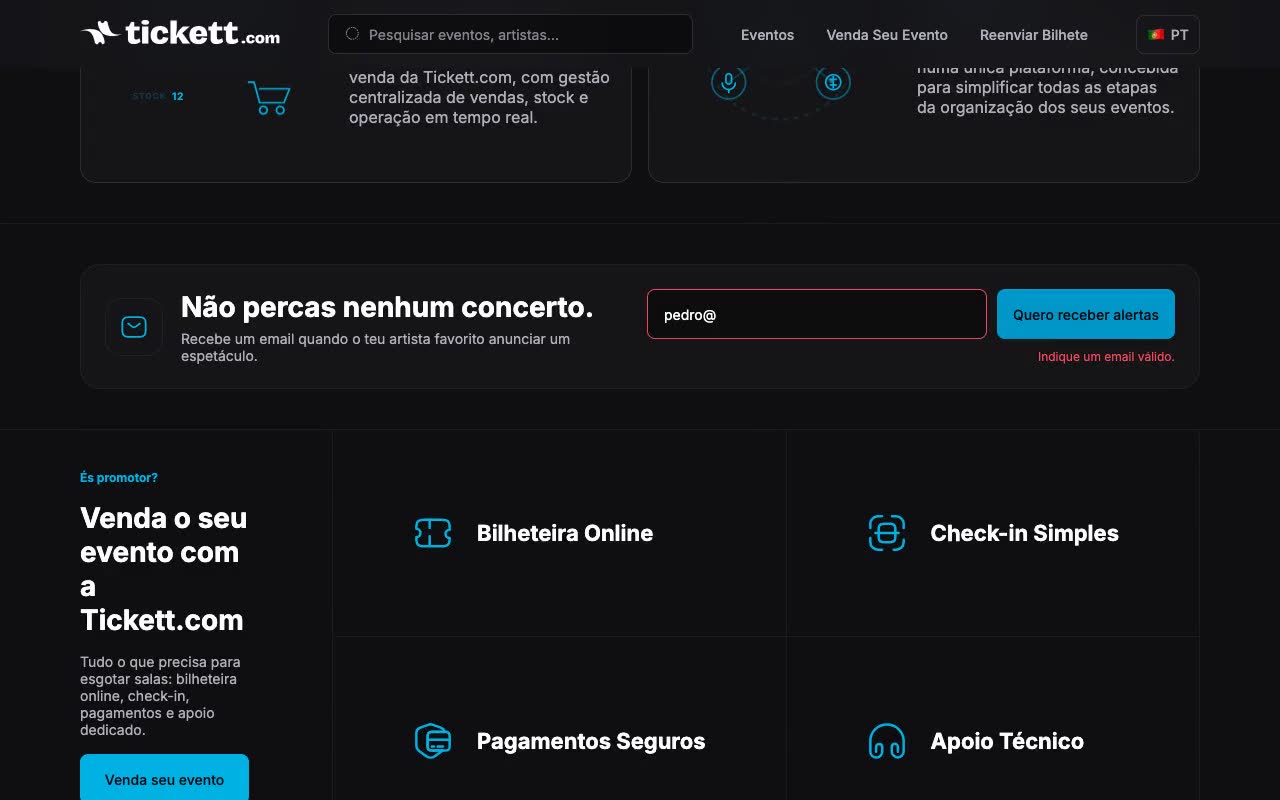 tickett.com
Pesquisar eventos, artistas...
Eventos
Venda Seu Evento
Reenviar Bilhete
PT
STOCK 12
venda da Tickett.com, com gestão
centralizada de vendas, stock e
operação em tempo real.
numa única plataforma, concebida
para simplificar todas as etapas
da organização dos seus eventos.
Não percas nenhum concerto.
Recebe um email quando o teu artista favorito anunciar um
espetáculo.
pedro@
Quero receber alertas
Indique um email válido.
És promotor?
Venda o seu
evento com
a
Tickett.com
Tudo o que precisa para
esgotar salas: bilheteira
online, check-in,
pagamentos e apoio
dedicado.
Venda seu evento
Bilheteira Online
Check-in Simples
Pagamentos Seguros
Apoio Técnico